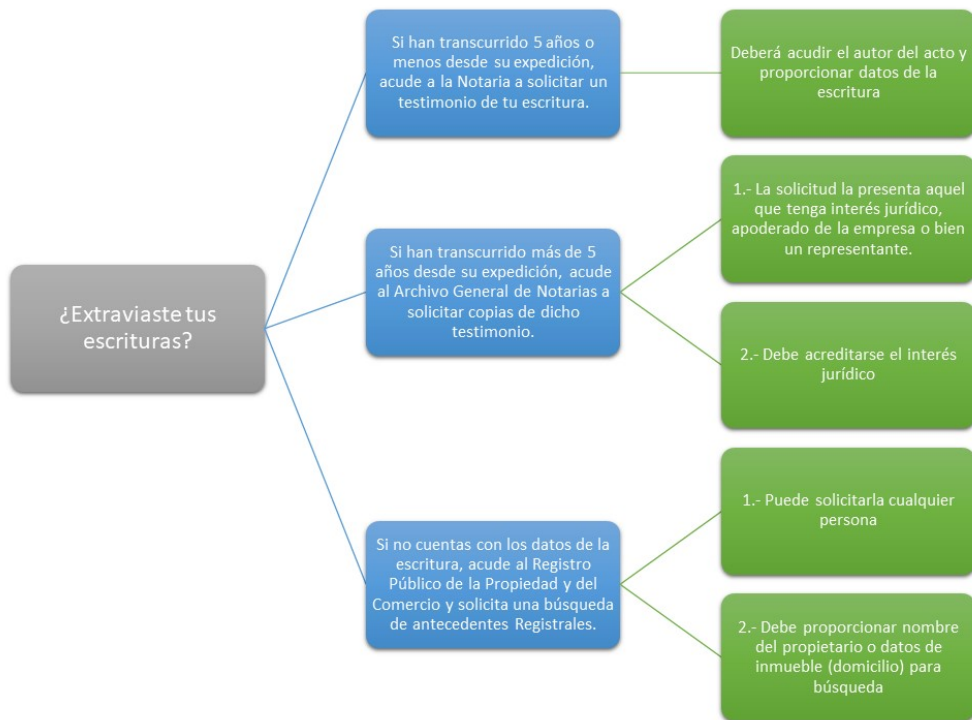 ¿Extraviaste tus
escrituras?
Si han transcurrido 5 años o
menos desde su expedición,
acude a la Notaria a solicitar un
testimonio de tu escritura.
Deberá acudir el autor del acto y
proporcionar datos de la
escritura
Si han transcurrido más de 5
años desde su expedición, acude
al Archivo General de Notarias a
solicitar copias de dicho
testimonio.
1.- La solicitud la presenta aquel
que tenga interés jurídico,
apoderado de la empresa o bien
un representante.
2.- Debe acreditarse el interés
jurídico
Si no cuentas con los datos de la
escritura, acude al Registro
Público de la Propiedad y del
Comercio y solicita una búsqueda
de antecedentes Registrales.
1.- Puede solicitarla cualquier
persona
2.- Debe proporcionar nombre
del propietario o datos de
inmueble (domicilio) para
búsqueda